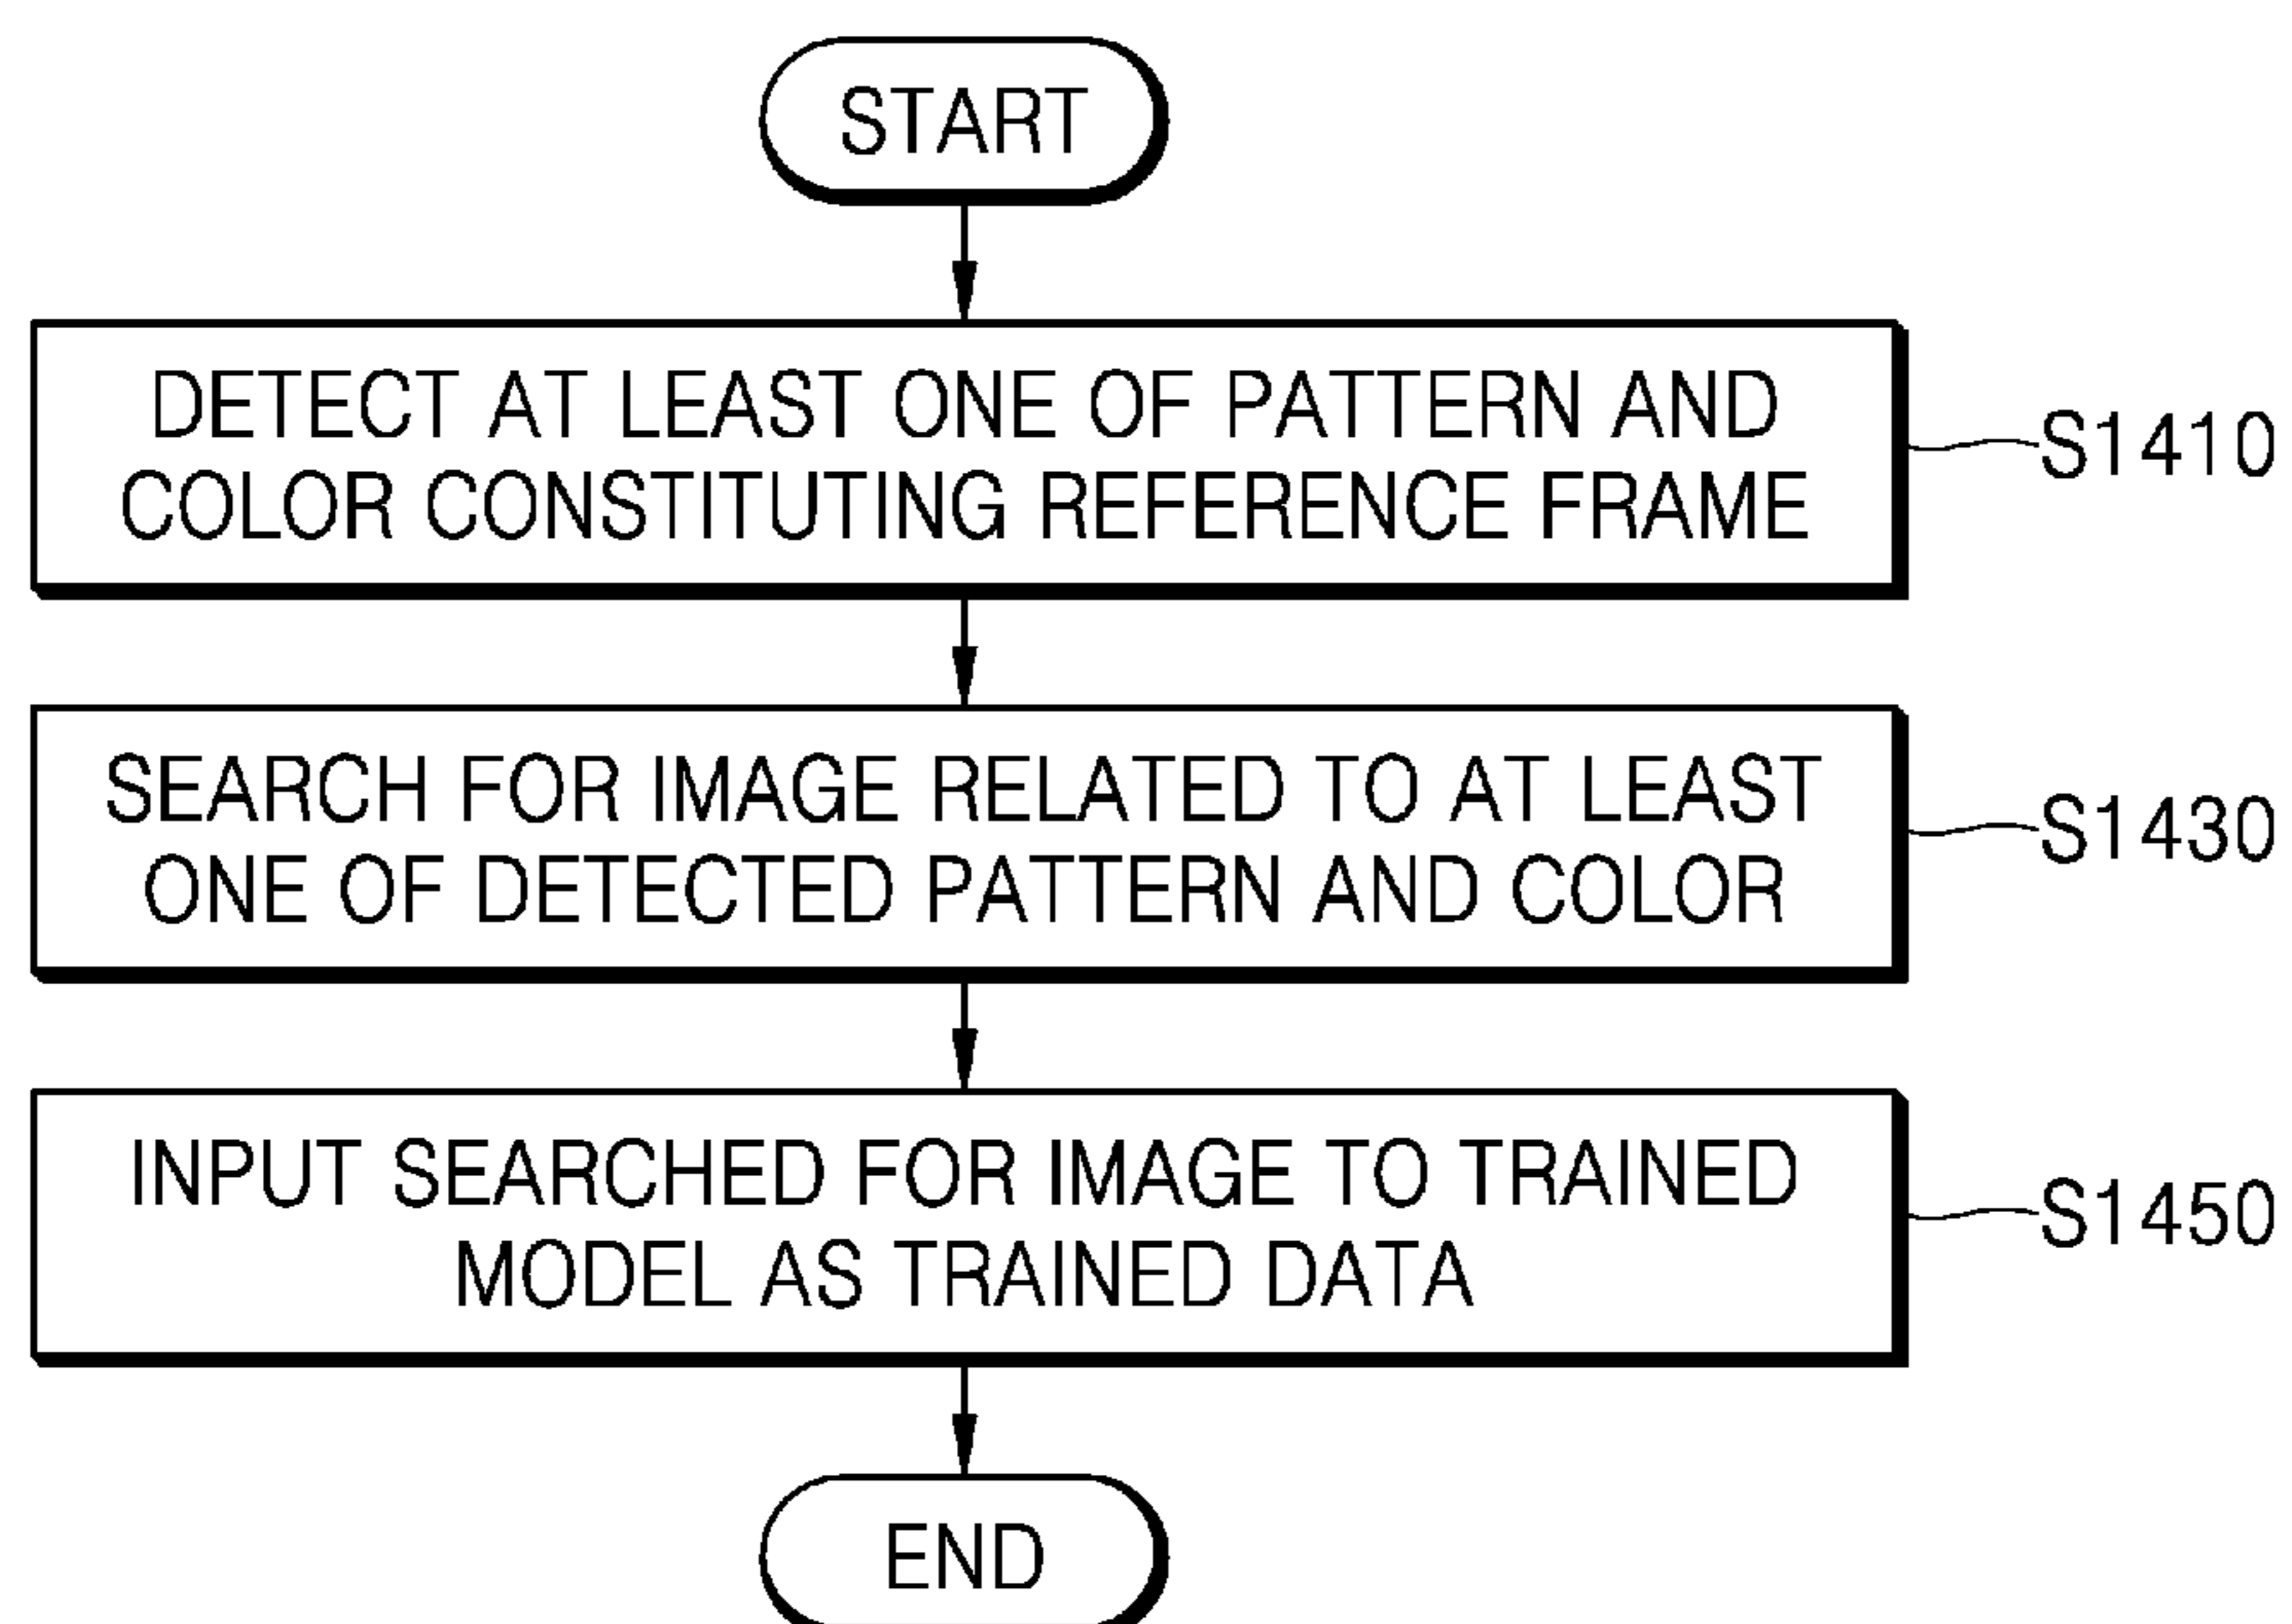 START
DETECT AT LEAST ONE OF PATTERN AND
COLOR CONSTITUTING REFERENCE FRAME
S1410
SEARCH FOR IMAGE RELATED TO AT LEAST
ONE OF DETECTED PATTERN AND COLOR
S1430
INPUT SEARCHED FOR IMAGE TO TRAINED
MODEL AS TRAINED DATA
S1450
END